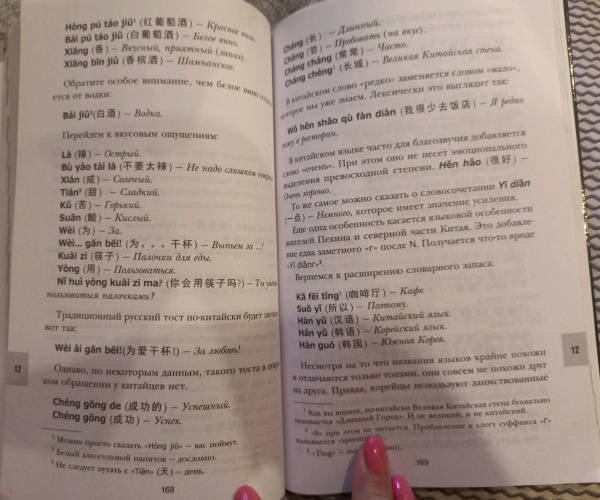 Hóng pú táo jiǔ¹ (红葡萄酒) – Красное вино.
Bái pú táo jiǔ (白葡萄酒) – Белое вино.
Xiāng (香) – Вкусный, приятный (запах).
Xiāng bīn jiǔ (香槟酒) – Шампанское.
Обратите особое внимание, чем белое вино
ется от водки:
Bái jiǔ²(白酒) – Водка.
Перейдем к вкусовым ощущениям:
Là (辣) – Острый.
Bù yào tài là (不要太辣) – Не надо слишком
Xián (咸) – Соленый.
Tián³ (甜) – Сладкий.
Kǔ (苦) – Горький.
Suān (酸) – Кислый.
Wèi (为) – За.
Wèi... gān bēi! (为。。。干杯) – Выпьем за ..!
Kuài zi (筷子) – Палочки для еды.
Yòng (用) – Пользоваться.
Nǐ huì yòng kuài zi ma? (你会用筷子吗?) – Ты
пользоваться палочками?
Традиционный русский тост по-китайски будет
вот так:
Wèi ài gān bēi!(为爱干杯!) – За любовь!
12
Однако, по некоторым данным, такого тоста в
ком обращении у китайцев нет.
Chéng gōng de (成功的) – Успешный.
Chéng gōng (成功) – Успех.
¹ Можно просто сказать «Hóng jiǔ» – вас поймут.
² Белый алкогольный напиток – дословно.
³ Не следует путать с «Tiān» (天) – день.
168
Cháng (长) – Длинный.
Cháng (尝) – Пробовать (на вкус).
Cháng cháng (常常) – Часто.
Cháng chéng¹ (长城) – Великая Китайская стена.
В китайском слово «редко» заменяется словом «мало»,
которое мы уже знаем. Лексически это выглядит так:
Wǒ hěn shǎo qù fàn diàn (我很少去饭店) – Я редко
хожу в ресторан.
В китайском языке часто для благозвучия добавляется
слово «очень». При этом оно не несет эмоционального
выделения превосходной степени. Hěn hǎo (很好) –
Очень хорошо.
То же самое можно сказать о словосочетании Yì diǎn
(一点) – Немного, которое имеет значение усиления.
Еще одна особенность касается языковой особенности
жителей Пекина и северной части Китая. Это добавле-
ние едва заметного «r» после N. Получается что-то вроде
«Yì diǎnr»².
Вернемся к расширению словарного запаса:
Kā fēi tīng³ (咖啡厅) – Кафе.
Suǒ yǐ (所以) – Поэтому.
Hàn yǔ (汉语) – Китайский язык.
Hán yǔ (韩语) – Корейский язык.
Hán guó (韩国) – Южная Корея.
12
Несмотря на то что названия языков крайне похожи
и отличаются только тонами, они совсем не похожи друг
на друга. Правда, корейцы используют заимствованные
¹ Как вы видите, по-китайски Великая Китайская стена буквально
называется «Длинный Город». И не великий, и не китайский.
² «N» при этом не читается. Прибавление к слогу суффикса «r»
называется
³ «Tīng» –
169